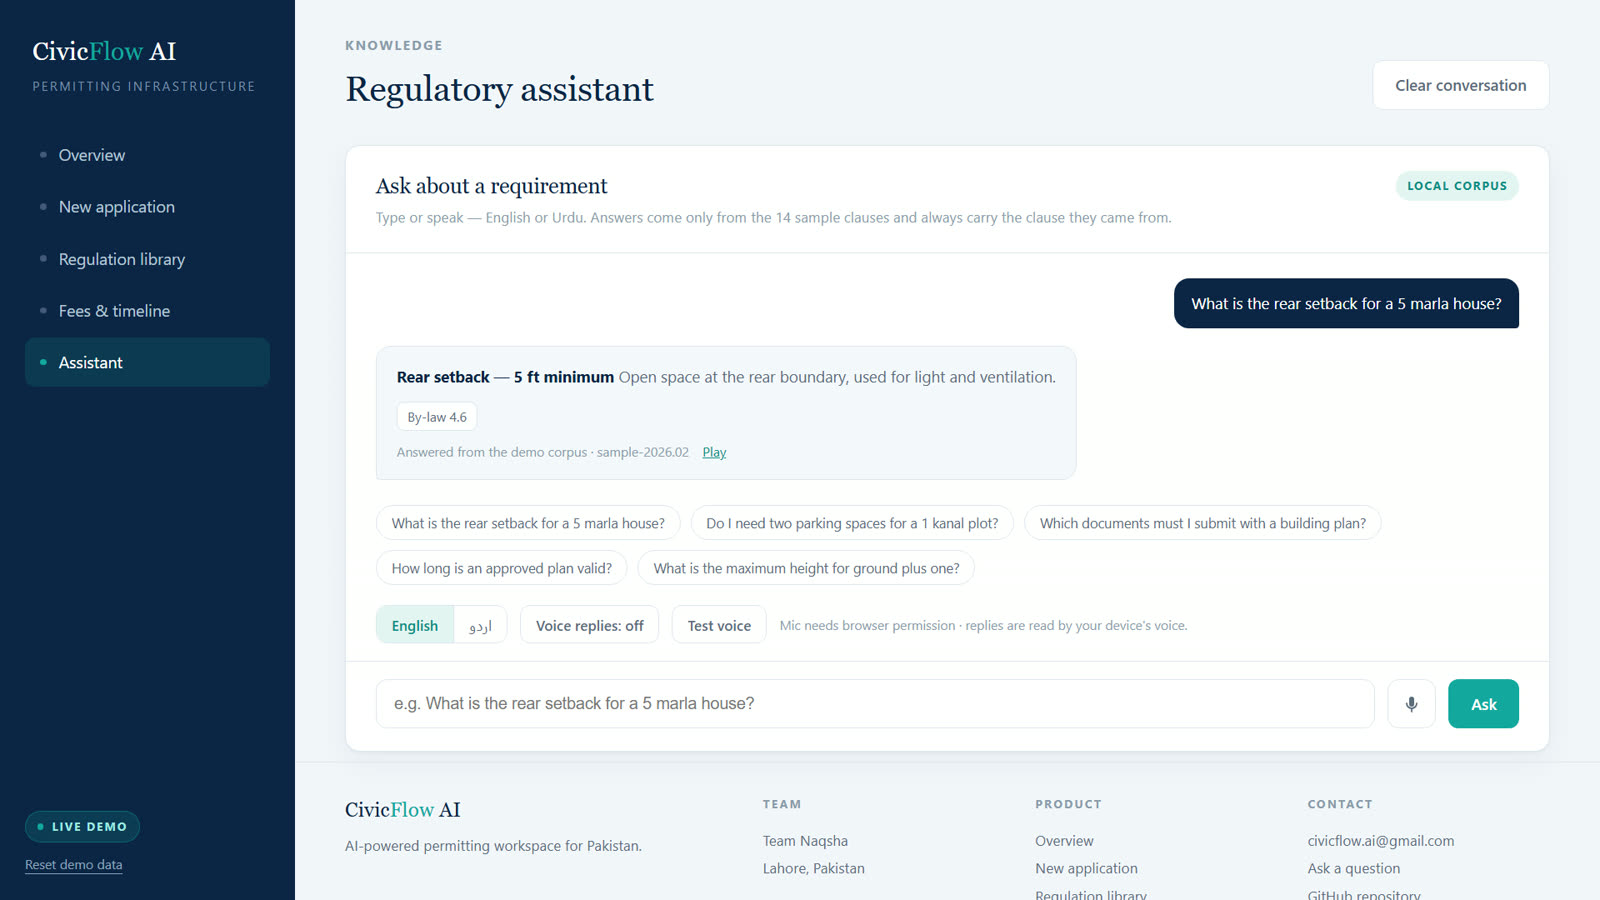 CivicFlow AI
PERMITTING INFRASTRUCTURE
Overview
New application
Regulation library
Fees & timeline
Assistant
LIVE DEMO
Reset demo data
KNOWLEDGE
Regulatory assistant
Clear conversation
Ask about a requirement
Type or speak — English or Urdu. Answers come only from the 14 sample clauses and always carry the clause they came from.
LOCAL CORPUS
What is the rear setback for a 5 marla house?
Rear setback — 5 ft minimum Open space at the rear boundary, used for light and ventilation.
By-law 4.6
Answered from the demo corpus · sample-2026.02 Play
What is the rear setback for a 5 marla house?
Do I need two parking spaces for a 1 kanal plot?
Which documents must I submit with a building plan?
How long is an approved plan valid?
What is the maximum height for ground plus one?
English
اردو
Voice replies: off
Test voice
Mic needs browser permission · replies are read by your device's voice.
e.g. What is the rear setback for a 5 marla house?
Ask
CivicFlow AI
AI-powered permitting workspace for Pakistan.
TEAM
Team Naqsha
Lahore, Pakistan
PRODUCT
Overview
New application
Regulation library
CONTACT
civicflow.ai@gmail.com
Ask a question
GitHub repository